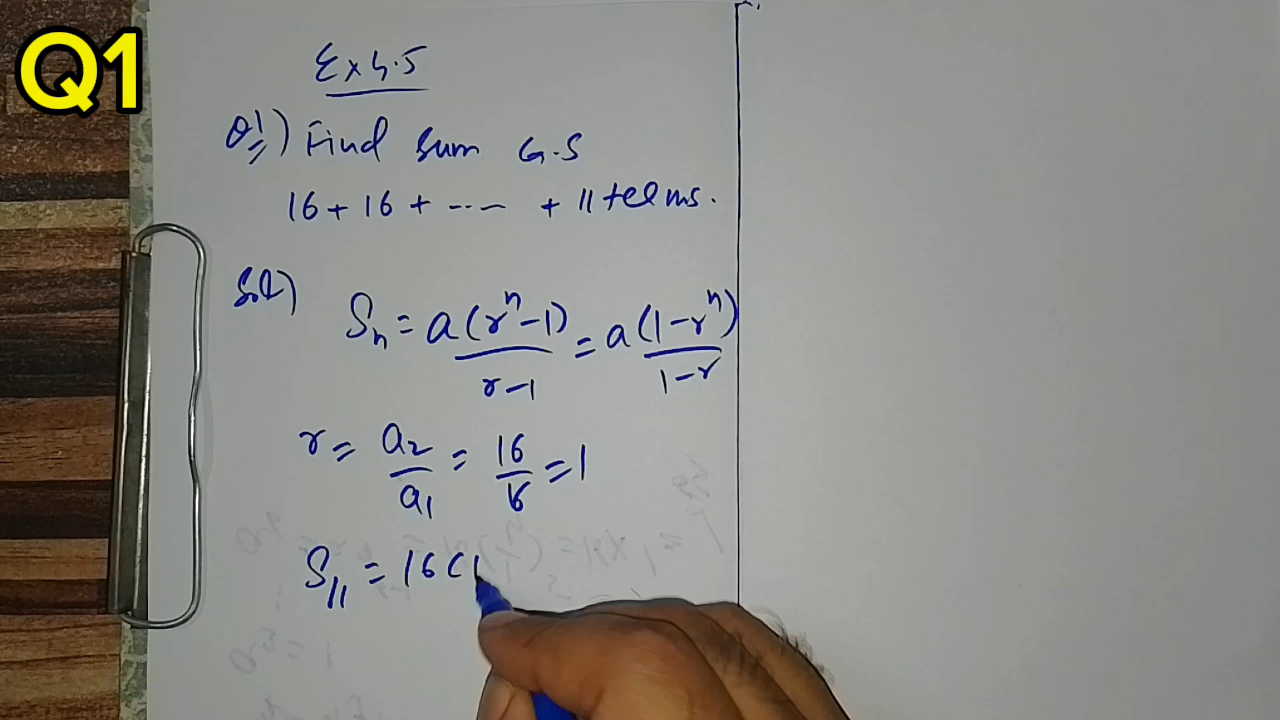 Q1
Ex 4.5
Q1) Find Sum G.S
16 + 16 + ---- + 11 terms.
Sol)
Sn = a(r^n - 1) / r - 1 = a(1 - r^n) / 1 - r
r = a2 / a1 = 16 / 16 = 1
S11 = 16(1